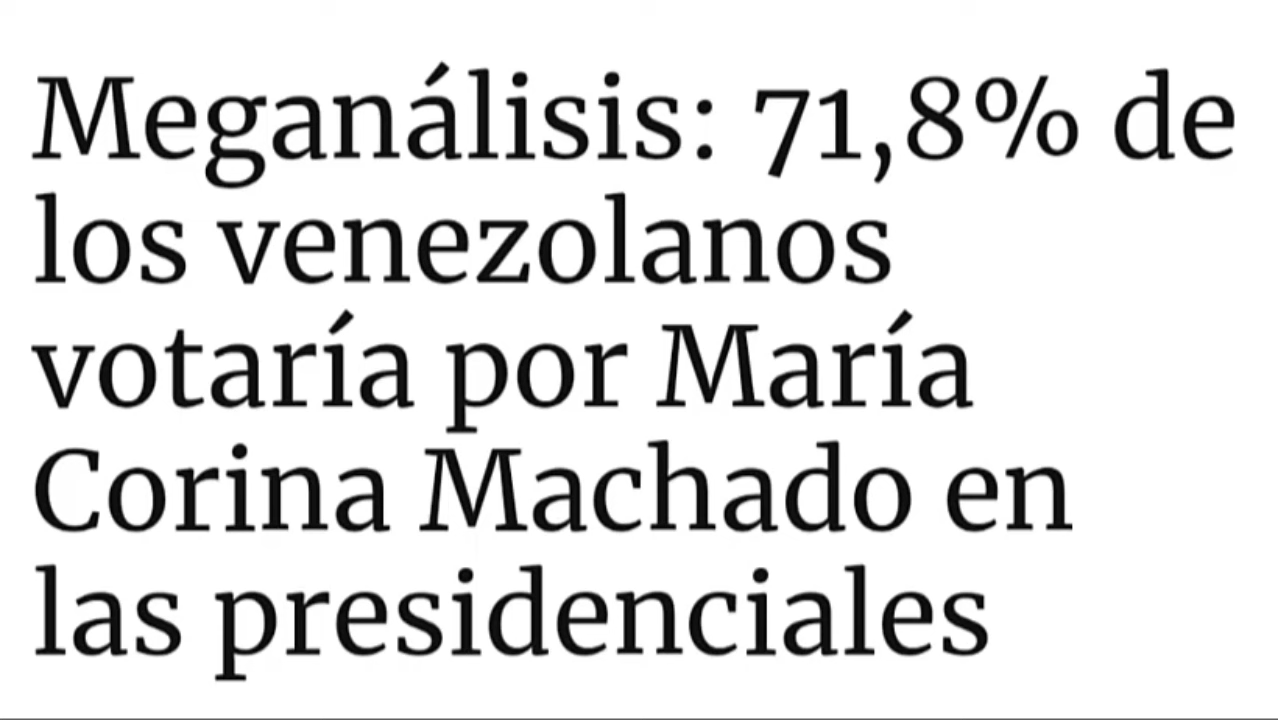 Meganálisis: 71,8% de
los venezolanos
votaría por María
Corina Machado en
las presidenciales